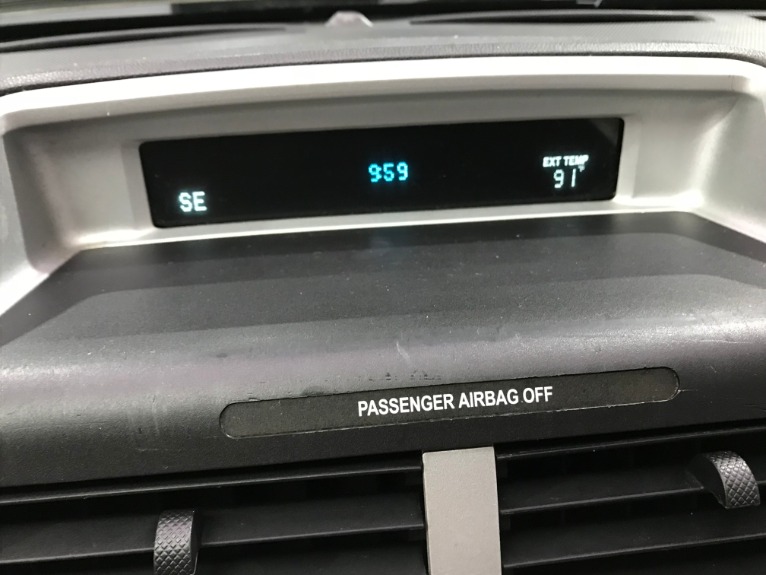 SE
9:59
EXT TEMP
91°
PASSENGER AIRBAG OFF